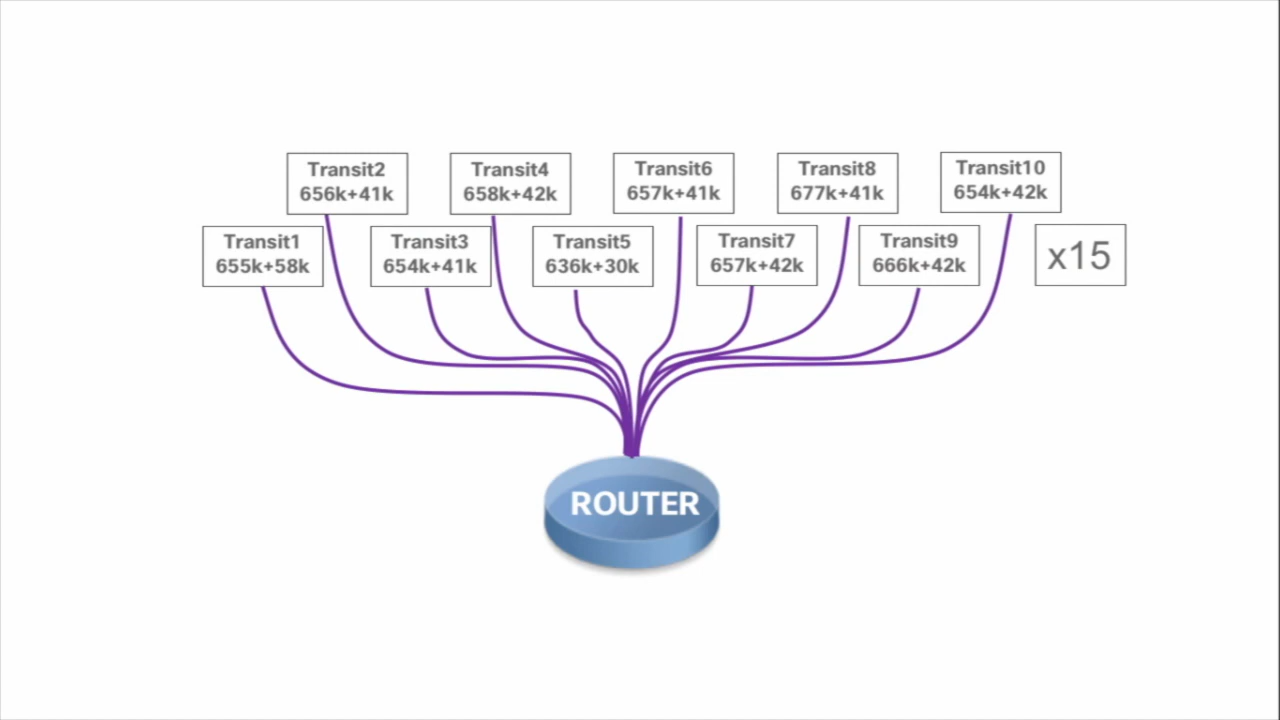 Transit2
656k+41k
Transit4
658k+42k
Transit6
657k+41k
Transit8
677k+41k
Transit10
654k+42k
Transit1
655k+58k
Transit3
654k+41k
Transit5
636k+30k
Transit7
657k+42k
Transit9
666k+42k
x15
ROUTER